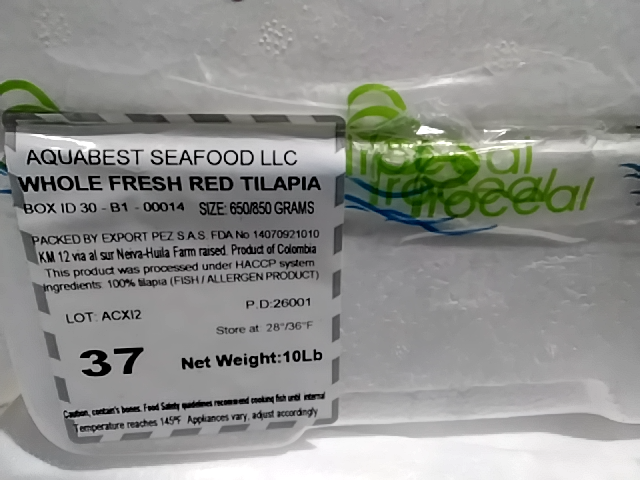 AQUABEST SEAFOOD LLC
WHOLE FRESH RED TILAPIA
BOX ID 30 - B1 - 00014 SIZE: 650/850 GRAMS
PACKED BY EXPORT PEZ S.A.S. FDA No 14070921010
KM 12 via al sur Nerva-Huila Farm raised. Product of Colombia
This product was processed under HACCP system
Ingredients: 100% tilapia (FISH / ALLERGEN PRODUCT)
LOT: ACXI2 P.D:26001
Store at: 28°/36°F
37 Net Weight:10Lb
Caution, contant's bones. Food Safety guidelines recommend cooking fish until internal
Temperature reaches 145°F Appliances vary, adjust accordingly